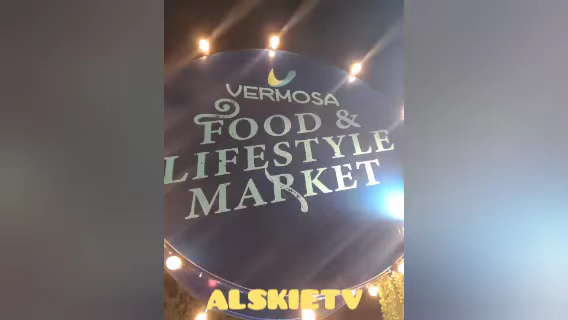 VERMOSA
FOOD &
LIFESTYLE
MARKET
ALSKIETV